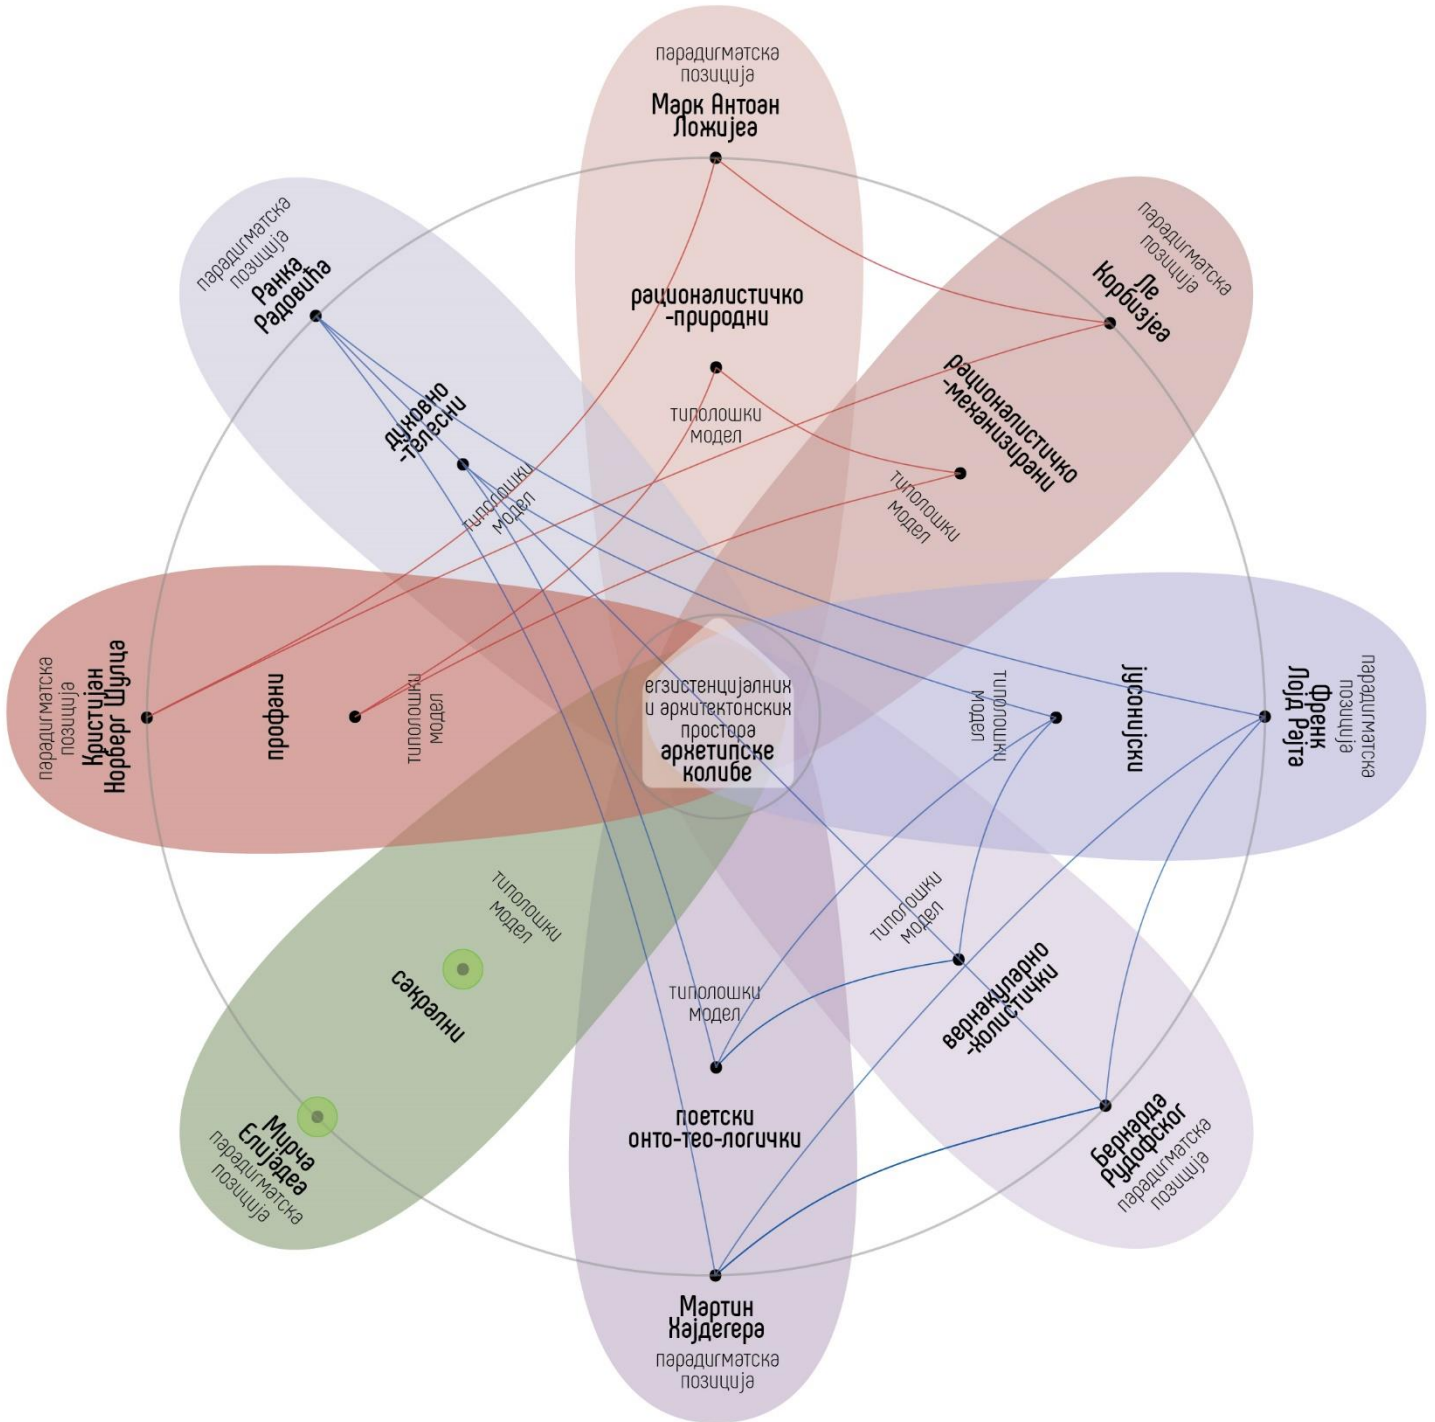 парадигматска
позиција
Марк Антоан
Ложијеа
рационалистичко
-природни
типолошки
модел
парадигматска
позиција
Ле
Корбизјеа
рационалистичко
-механизирани
типолошки
модел
парадигматска
позиција
Френк
Лојд Рајта
јусонијски
типолошки
модел
типолошки
модел
вернакуларно
-холистички
Бернарда
Рудофског
парадигматска
позиција
типолошки
модел
поетски
онто-тео-логички
Мартин
Хајдегера
парадигматска
позиција
типолошки
модел
сакрални
Мирча
Елијадеа
парадигматска
позиција
парадигматска
позиција
Кристијан
Норберг Шулца
профани
типолошки
модел
парадигматска
позиција
Ранка
Радовића
духовно
-телесни
типолошки
модел
егзистенцијалних
и архитектонских
простора
архетипске
колибе